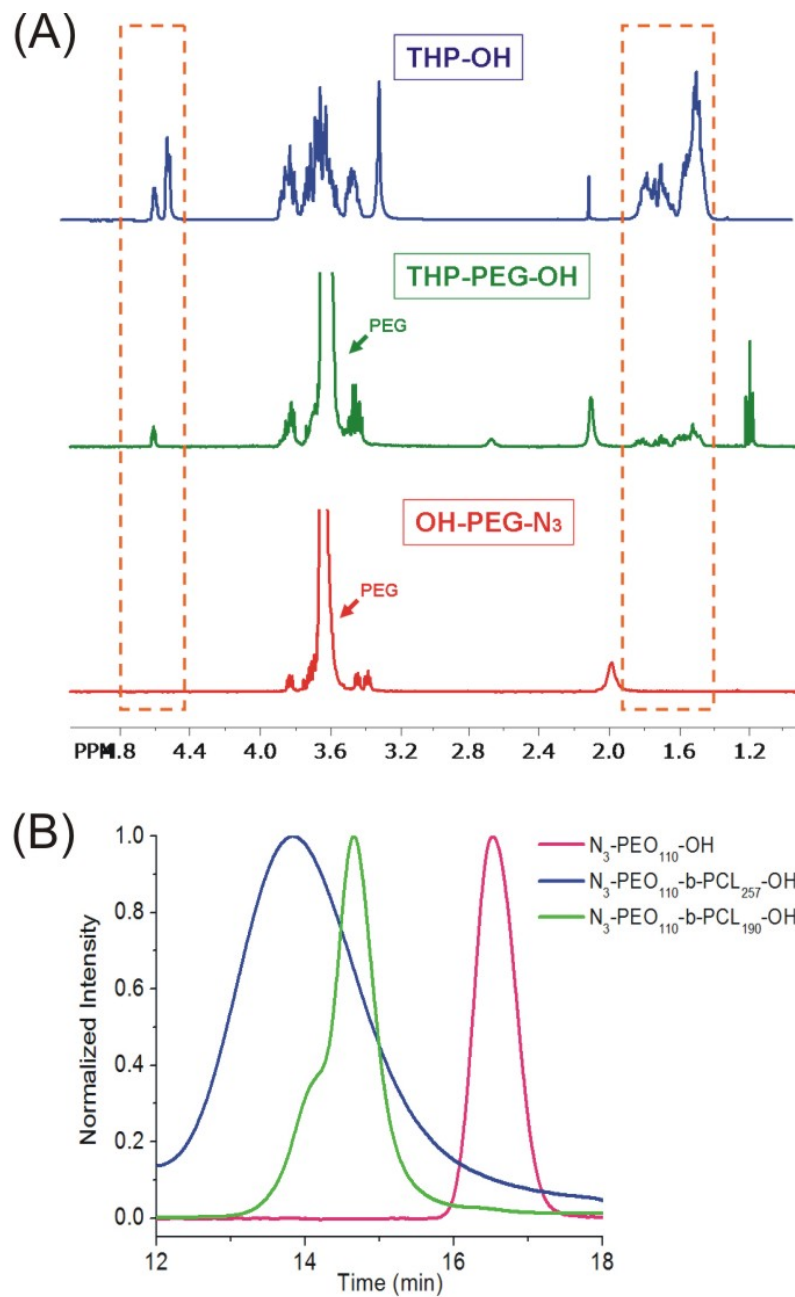 (A)
THP-OH
THP-PEG-OH
PEG
OH-PEG-N₃
PEG
PPM 4.8 4.4 4.0 3.6 3.2 2.8 2.4 2.0 1.6 1.2
(B)
N₃-PEO₁₁₀-OH
N₃-PEO₁₁₀-b-PCL₂₅₇-OH
N₃-PEO₁₁₀-b-PCL₁₉₀-OH
Normalized Intensity
1.0
0.8
0.6
0.4
0.2
0.0
12 14 16 18
Time (min)